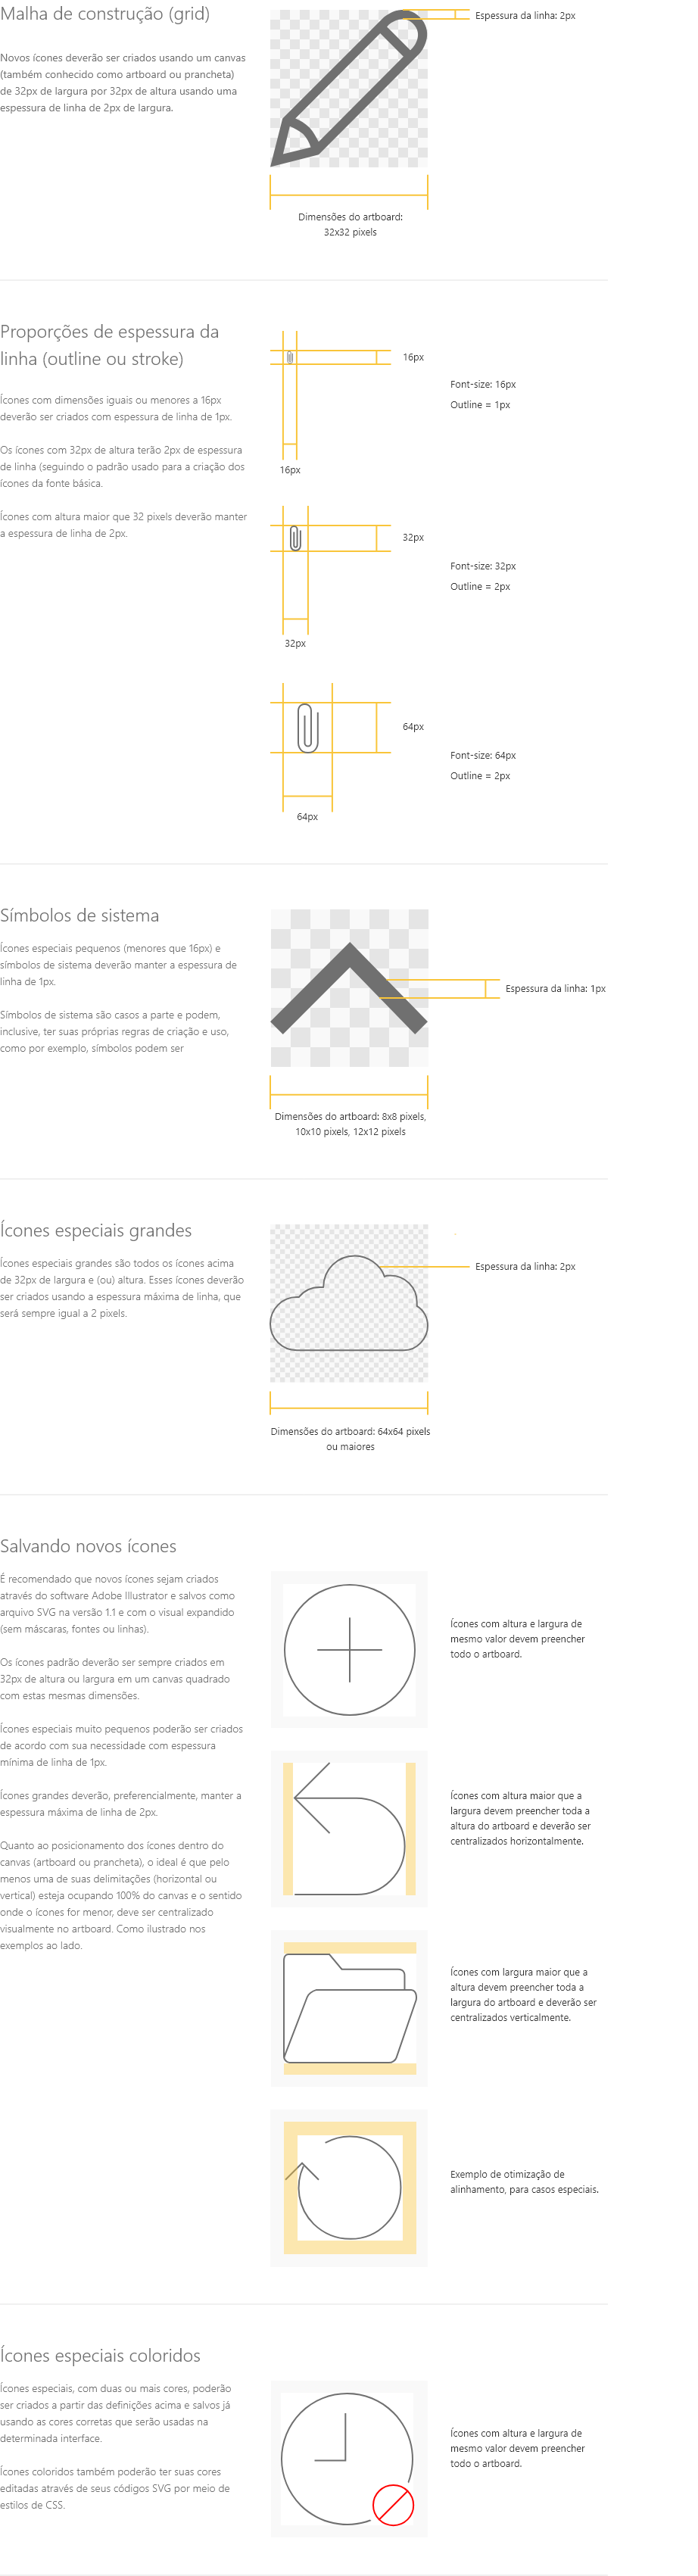 Malha de construção (grid)
Novos ícones deverão ser criados usando um canvas
(também conhecido como artboard ou prancheta)
de 32px de largura por 32px de altura usando uma
espessura de linha de 2px de largura.
Espessura da linha: 2px
Dimensões do artboard:
32x32 pixels
Proporções de espessura da
linha (outline ou stroke)
Ícones com dimensões iguais ou menores a 16px
deverão ser criados com espessura de linha de 1px.
Os ícones com 32px de altura terão 2px de espessura
de linha (seguindo o padrão usado para a criação dos
ícones da fonte básica.
Ícones com altura maior que 32 pixels deverão manter
a espessura de linha de 2px.
16px
Font-size: 16px
Outline = 1px
16px
32px
Font-size: 32px
Outline = 2px
32px
64px
Font-size: 64px
Outline = 2px
64px
Símbolos de sistema
Ícones especiais pequenos (menores que 16px) e
símbolos de sistema deverão manter a espessura de
linha de 1px.
Símbolos de sistema são casos a parte e podem,
inclusive, ter suas próprias regras de criação e uso,
como por exemplo, símbolos podem ser
Espessura da linha: 1px
Dimensões do artboard: 8x8 pixels,
10x10 pixels, 12x12 pixels
Ícones especiais grandes
Ícones especiais grandes são todos os ícones acima
de 32px de largura e (ou) altura. Esses ícones deverão
ser criados usando a espessura máxima de linha, que
será sempre igual a 2 pixels.
Espessura da linha: 2px
Dimensões do artboard: 64x64 pixels
ou maiores
Salvando novos ícones
É recomendado que novos ícones sejam criados
através do software Adobe Illustrator e salvos como
arquivo SVG na versão 1.1 e com o visual expandido
(sem máscaras, fontes ou linhas).
Os ícones padrão deverão ser sempre criados em
32px de altura ou largura em um canvas quadrado
com estas mesmas dimensões.
Ícones especiais muito pequenos poderão ser criados
de acordo com sua necessidade com espessura
mínima de linha de 1px.
Ícones grandes deverão, preferencialmente, manter a
espessura máxima de linha de 2px.
Quanto ao posicionamento dos ícones dentro do
canvas (artboard ou prancheta), o ideal é que pelo
menos uma de suas delimitações (horizontal ou
vertical) esteja ocupando 100% do canvas e o sentido
onde o ícones for menor, deve ser centralizado
visualmente no artboard. Como ilustrado nos
exemplos ao lado.
Ícones com altura e largura de
mesmo valor devem preencher
todo o artboard.
Ícones com altura maior que a
largura devem preencher toda a
altura do artboard e deverão ser
centralizados horizontalmente.
Ícones com largura maior que a
altura devem preencher toda a
largura do artboard e deverão ser
centralizados verticalmente.
Exemplo de otimização de
alinhamento, para casos especiais.
Ícones especiais coloridos
Ícones especiais, com duas ou mais cores, poderão
ser criados a partir das definições acima e salvos já
usando as cores corretas que serão usadas na
determinada interface.
Ícones coloridos também poderão ter suas cores
editadas através de seus códigos SVG por meio de
estilos de CSS.
Ícones com altura e largura de
mesmo valor devem preencher
todo o artboard.